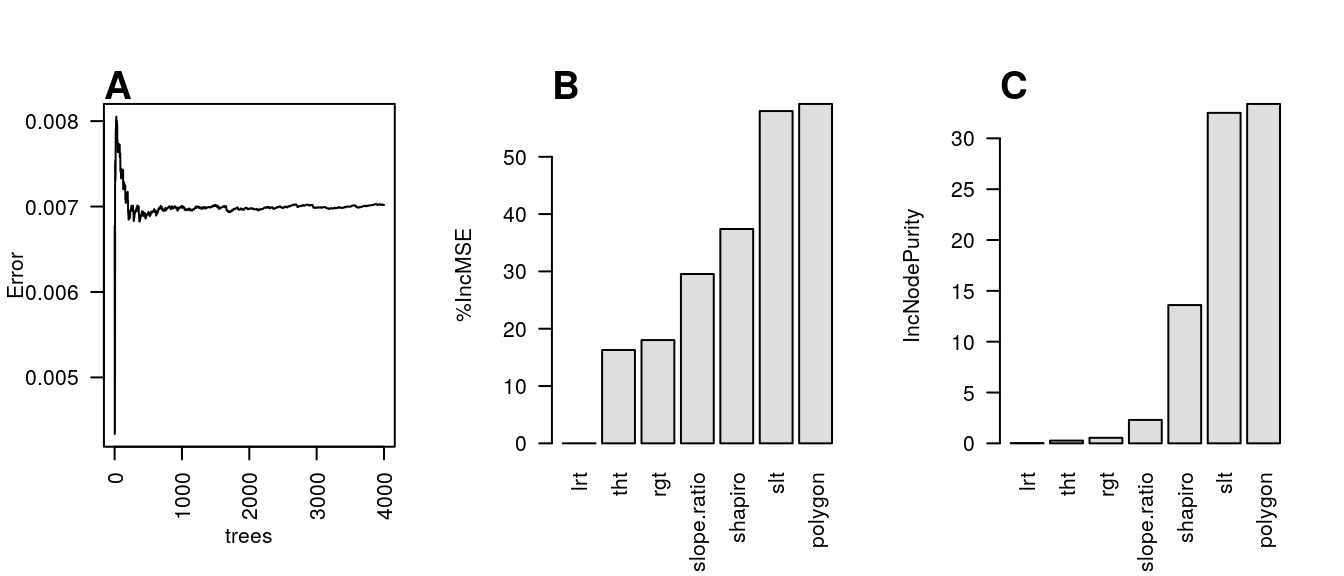 A
Error
0.008
0.007
0.006
0.005
0
1000
2000
3000
4000
trees
B
%IncMSE
50
40
30
20
10
0
lrt
tht
rgt
slope.ratio
shapiro
slt
polygon
C
IncNodePurity
30
25
20
15
10
5
0
lrt
tht
rgt
slope.ratio
shapiro
slt
polygon